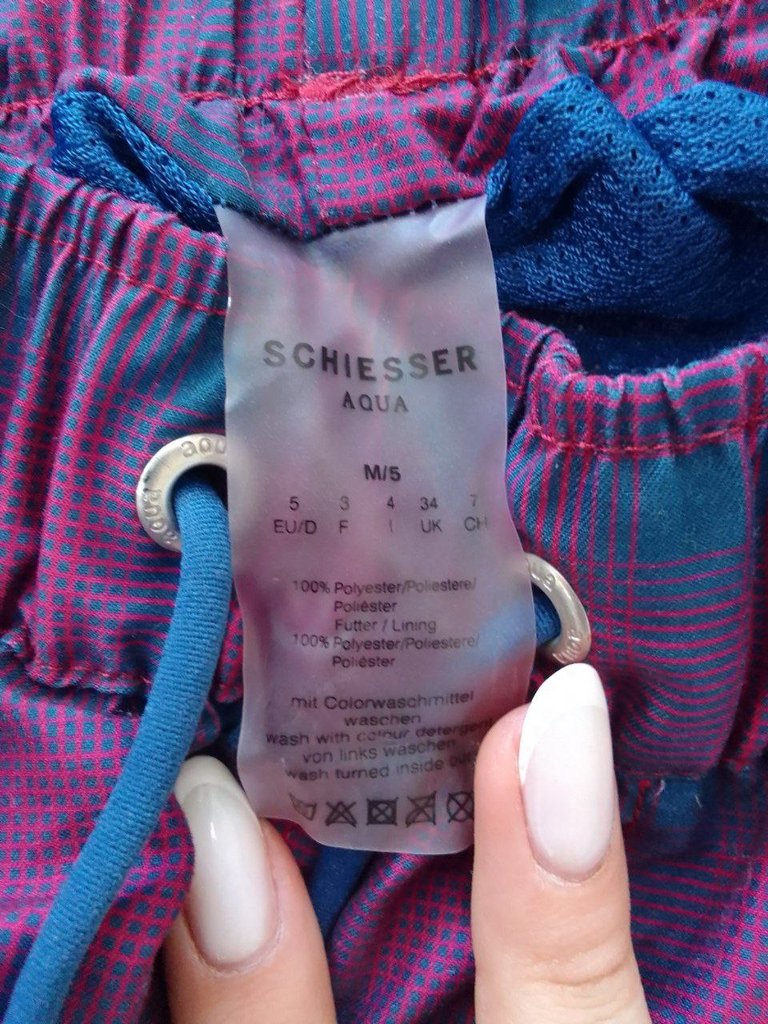 SCHIESSER
AQUA
M/5
5 3 4 34 7
EU/D F I UK CH
100% Polyester/Poliestere/
Poliéster
Futter / Lining
100% Polyester/Poliestere/
Poliéster
mit Colorwaschmittel
waschen
wash with colour detergent
von links waschen
wash turned inside out
aqua